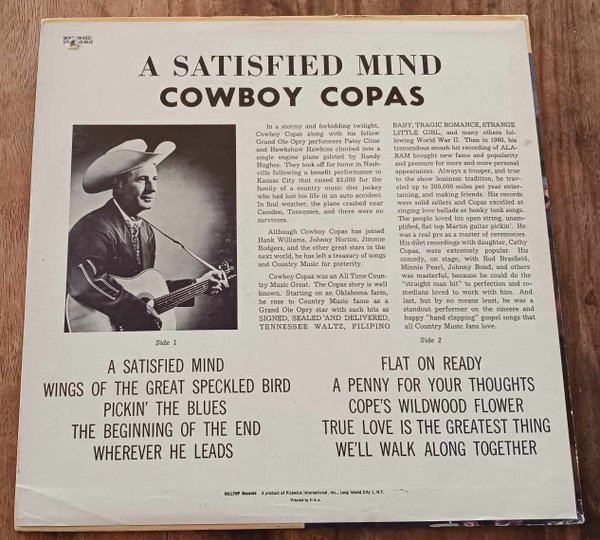 A SATISFIED MIND
COWBOY COPAS
In a stormy and forbidding twilight,
Cowboy Copas along with his fellow
Grand Ole Opry performers Patsy Cline
and Hawkshaw Hawkins climbed into a
single engine plane piloted by Randy
Hughes. They took off for home in Nash-
ville following a benefit performance in
Kansas City that raised $3,000 for the
family of a country music disc jockey
who had lost his life in an auto accident.
In foul weather, the plane crashed near
Camden, Tennessee, and there were no
survivors.
Although Cowboy Copas has joined
Hank Williams, Johnny Horton, Jimmie
Rodgers, and the other great stars in the
next world, he has left a treasury of songs
and Country Music for posterity.
Cowboy Copas was an All Time Coun-
try Music Great. The Copas story is well
known. Starting on an Oklahoma farm,
he rose to Country Music fame as a
Grand Ole Opry star with such hits as
SIGNED, SEALED AND DELIVERED,
TENNESSEE WALTZ, FILIPINO
BABY, TRAGIC ROMANCE, STRANGE
LITTLE GIRL, and many others fol-
lowing World War II. Then in 1960, his
tremendous smash hit recording of ALA-
BAM brought new fame and popularity
and pressure for more and more personal
appearances. Always a trooper, and true
to the show business tradition, he trav-
eled up to 200,000 miles per year enter-
taining, and making friends. His records
were solid sellers and Copas excelled at
singing love ballads or honky tonk songs.
The people loved his open string, unam-
plified, flat top Martin guitar pickin'. He
was a real pro as a master of ceremonies.
His duet recordings with daughter, Cathy
Copas, were extremely popular. His
comedy, on stage, with Rod Brasfield,
Minnie Pearl, Johnny Bond, and others
was masterful, because he could do the
"straight man bit" to perfection and co-
medians loved to work with him. And
last, but by no means least, he was a
standout performer on the sincere and
happy "hand clapping" gospel songs that
all Country Music fans love.
Side 1
A SATISFIED MIND
WINGS OF THE GREAT SPECKLED BIRD
PICKIN' THE BLUES
THE BEGINNING OF THE END
WHEREVER HE LEADS
Side 2
FLAT ON READY
A PENNY FOR YOUR THOUGHTS
COPE'S WILDWOOD FLOWER
TRUE LOVE IS THE GREATEST THING
WE'LL WALK ALONG TOGETHER
HILLTOP Records A product of Pickwick International, Inc., Long Island City 1, N.Y.
Printed in U.S.A.